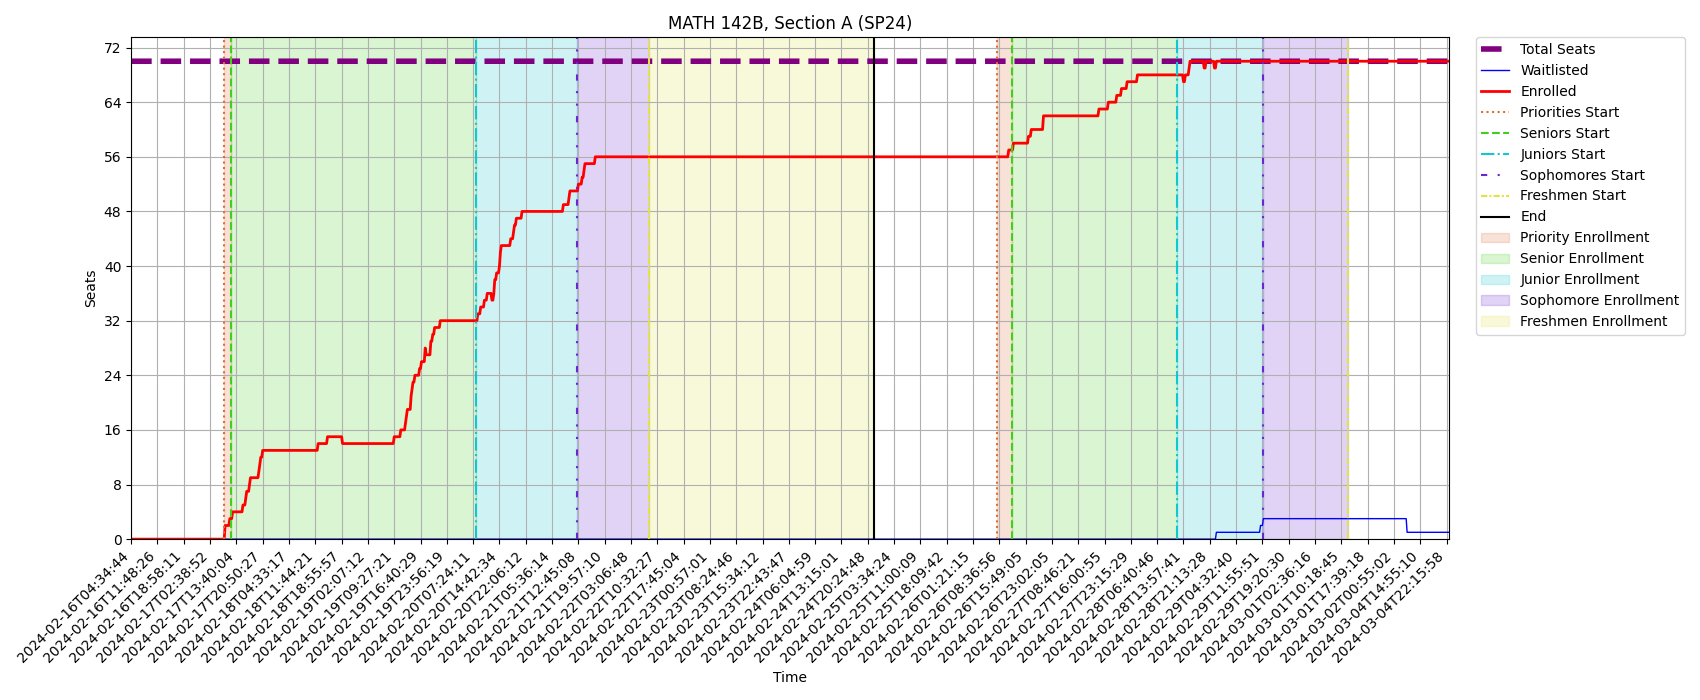 MATH 142B, Section A (SP24)
72
64
56
48
40
32
24
16
8
0
Seats
2024-02-16T04:34:44
2024-02-16T11:48:26
2024-02-16T18:58:11
2024-02-17T02:38:52
2024-02-17T13:40:04
2024-02-17T20:50:27
2024-02-18T04:33:17
2024-02-18T11:44:21
2024-02-18T18:55:57
2024-02-19T02:07:12
2024-02-19T09:27:21
2024-02-19T16:40:29
2024-02-19T23:56:19
2024-02-20T07:24:11
2024-02-20T14:42:34
2024-02-20T22:06:12
2024-02-21T05:36:14
2024-02-21T12:45:08
2024-02-21T19:57:10
2024-02-22T03:06:48
2024-02-22T10:32:27
2024-02-22T17:45:04
2024-02-23T00:57:01
2024-02-23T08:24:46
2024-02-23T15:34:12
2024-02-23T22:43:47
2024-02-24T06:04:59
2024-02-24T13:15:01
2024-02-24T20:24:48
2024-02-25T03:34:24
2024-02-25T11:00:09
2024-02-25T18:09:42
2024-02-26T01:21:15
2024-02-26T08:36:56
2024-02-26T15:49:05
2024-02-26T23:02:05
2024-02-27T08:46:21
2024-02-27T16:00:55
2024-02-27T23:15:29
2024-02-28T06:40:46
2024-02-28T13:57:41
2024-02-28T21:13:28
2024-02-29T04:32:40
2024-02-29T11:55:51
2024-02-29T19:20:30
2024-03-01T02:36:16
2024-03-01T10:18:45
2024-03-01T17:39:18
2024-03-02T00:55:02
2024-03-04T14:55:10
2024-03-04T22:15:58
Time
Total Seats
Waitlisted
Enrolled
Priorities Start
Seniors Start
Juniors Start
Sophomores Start
Freshmen Start
End
Priority Enrollment
Senior Enrollment
Junior Enrollment
Sophomore Enrollment
Freshmen Enrollment